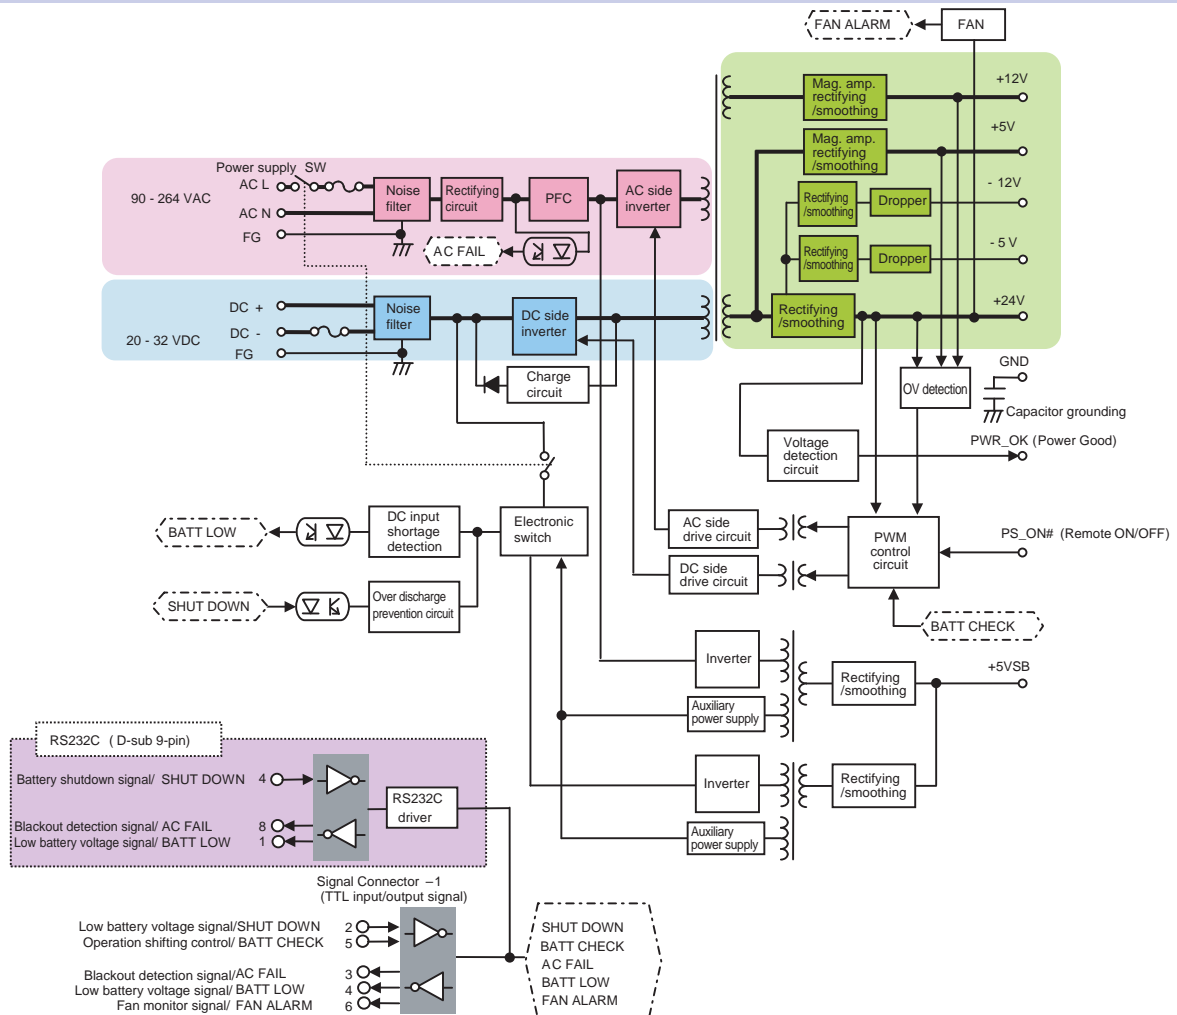 FAN ALARM
FAN
+12V
Mag. amp.
rectifying
/smoothing
+5V
Mag. amp.
rectifying
/smoothing
- 12V
Rectifying
/smoothing
Dropper
- 5 V
Rectifying
/smoothing
Dropper
+24V
Rectifying
/smoothing
Power supply SW
90 - 264 VAC
AC L
AC N
FG
Noise
filter
Rectifying
circuit
PFC
AC side
inverter
AC FAIL
20 - 32 VDC
DC +
DC -
FG
Noise
filter
DC side
inverter
Charge
circuit
OV detection
GND
Capacitor grounding
Voltage
detection
circuit
PWR_OK (Power Good)
BATT LOW
DC input
shortage
detection
Electronic
switch
AC side
drive circuit
PWM
control
circuit
PS_ON# (Remote ON/OFF)
DC side
drive circuit
SHUT DOWN
Over discharge
prevention circuit
BATT CHECK
Inverter
Rectifying
/smoothing
+5VSB
Auxiliary
power supply
Inverter
Rectifying
/smoothing
Auxiliary
power supply
RS232C ( D-sub 9-pin)
Battery shutdown signal/ SHUT DOWN 4
RS232C
driver
Blackout detection signal/ AC FAIL 8
Low battery voltage signal/ BATT LOW 1
Signal Connector –1
(TTL input/output signal)
Low battery voltage signal/SHUT DOWN 2
Operation shifting control/ BATT CHECK 5
Blackout detection signal/AC FAIL 3
Low battery voltage signal/ BATT LOW 4
Fan monitor signal/ FAN ALARM 6
SHUT DOWN
BATT CHECK
AC FAIL
BATT LOW
FAN ALARM